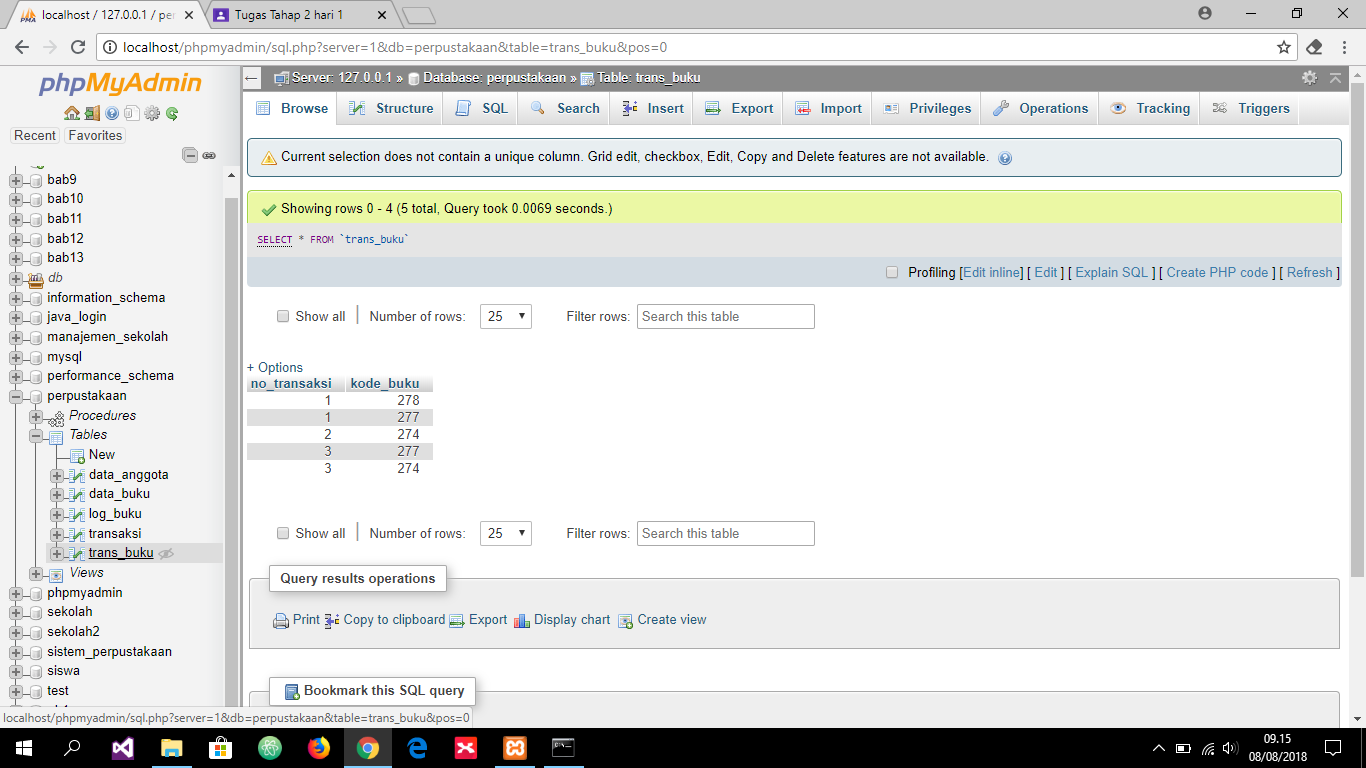 localhost / 127.0.0.1 / per
Tugas Tahap 2 hari 1
localhost/phpmyadmin/sql.php?server=1&db=perpustakaan&table=trans_buku&pos=0
phpMyAdmin
Recent Favorites
bab9
bab10
bab11
bab12
bab13
db
information_schema
java_login
manajemen_sekolah
mysql
performance_schema
perpustakaan
Procedures
Tables
New
data_anggota
data_buku
log_buku
transaksi
trans_buku
Views
phpmyadmin
sekolah
sekolah2
sistem_perpustakaan
siswa
test
Server: 127.0.0.1 » Database: perpustakaan » Table: trans_buku
Browse Structure SQL Search Insert Export Import Privileges Operations Tracking Triggers
Current selection does not contain a unique column. Grid edit, checkbox, Edit, Copy and Delete features are not available.
Showing rows 0 - 4 (5 total, Query took 0.0069 seconds.)
SELECT * FROM `trans_buku`
Profiling [Edit inline] [ Edit ] [ Explain SQL ] [ Create PHP code ] [ Refresh ]
Show all | Number of rows: 25 Filter rows: Search this table
+ Options
no_transaksi kode_buku
1 278
1 277
2 274
3 277
3 274
Show all | Number of rows: 25 Filter rows: Search this table
Query results operations
Print Copy to clipboard Export Display chart Create view
Bookmark this SQL query
localhost/phpmyadmin/sql.php?server=1&db=perpustakaan&table=trans_buku&pos=0
09.15
08/08/2018